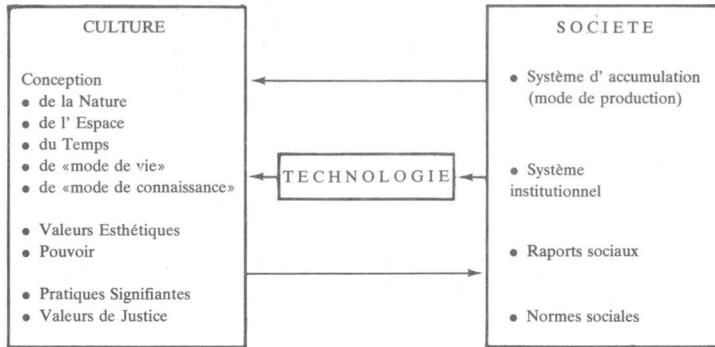 CULTURE
Conception
• de la Nature
• de l' Espace
• du Temps
• de «mode de vie»
• de «mode de connaissance»
• Valeurs Esthétiques
• Pouvoir
• Pratiques Signifiantes
• Valeurs de Justice
TECHNOLOGIE
SOCIETE
• Système d' accumulation
(mode de production)
• Système
institutionnel
• Raports sociaux
• Normes sociales